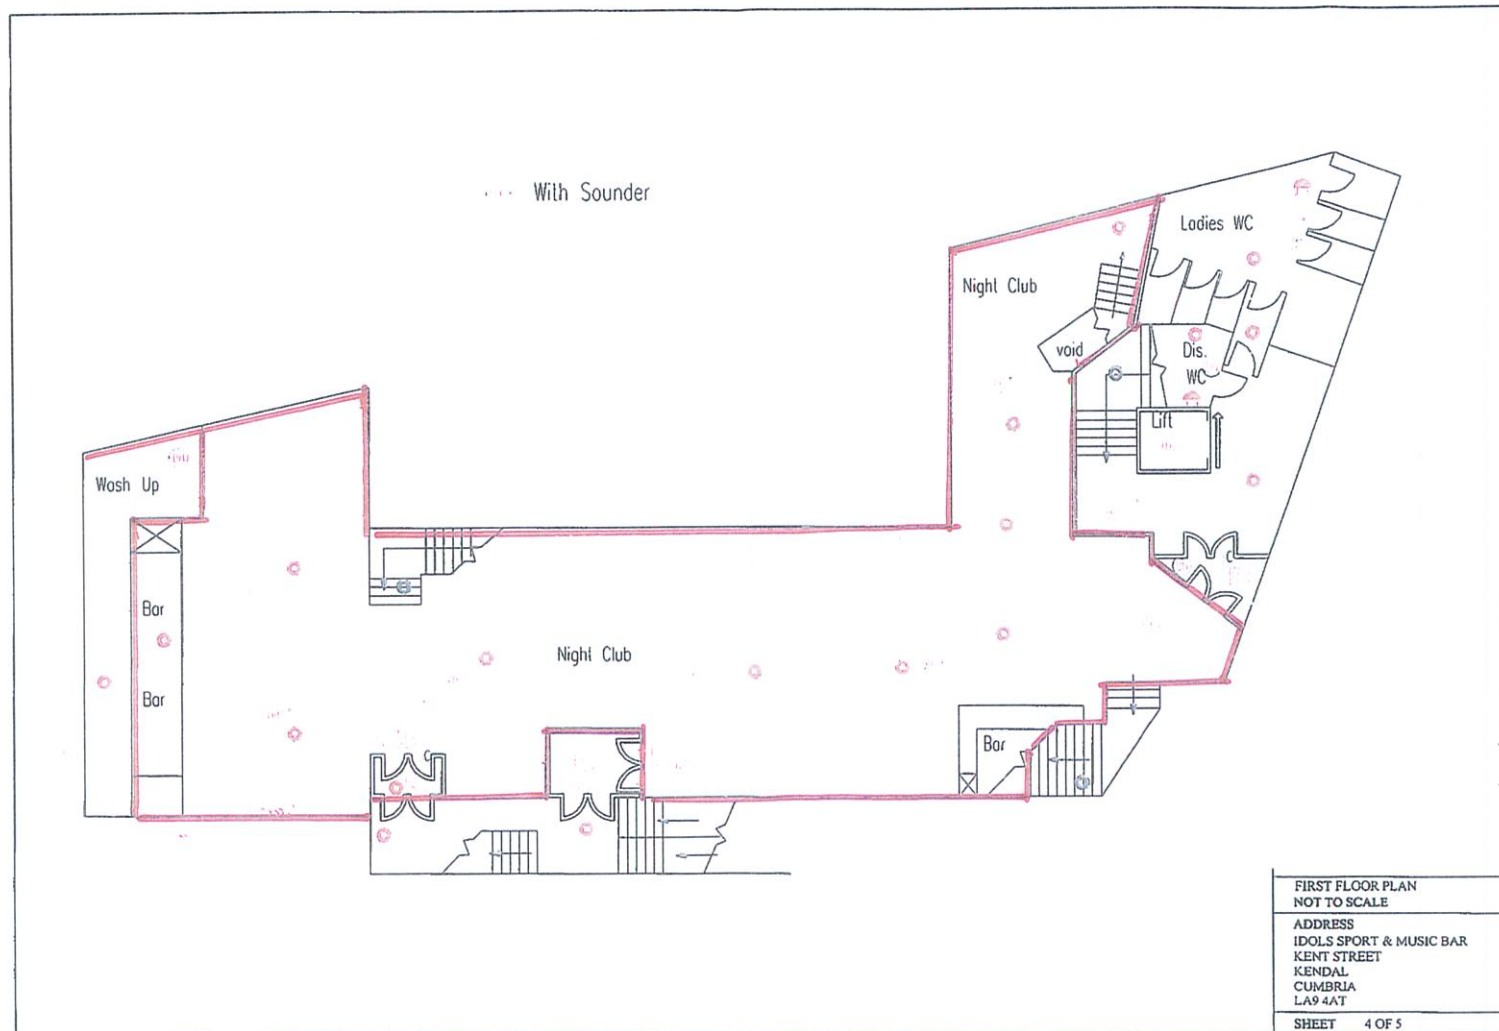 With Sounder
Ladies WC
Night Club
void
Dis.
WC
Lift
Wash Up
Bar
Night Club
Bar
Bar
C
C
FIRST FLOOR PLAN
NOT TO SCALE
ADDRESS
IDOLS SPORT & MUSIC BAR
KENT STREET
KENDAL
CUMBRIA
LA9 4AT
SHEET 4 OF 5